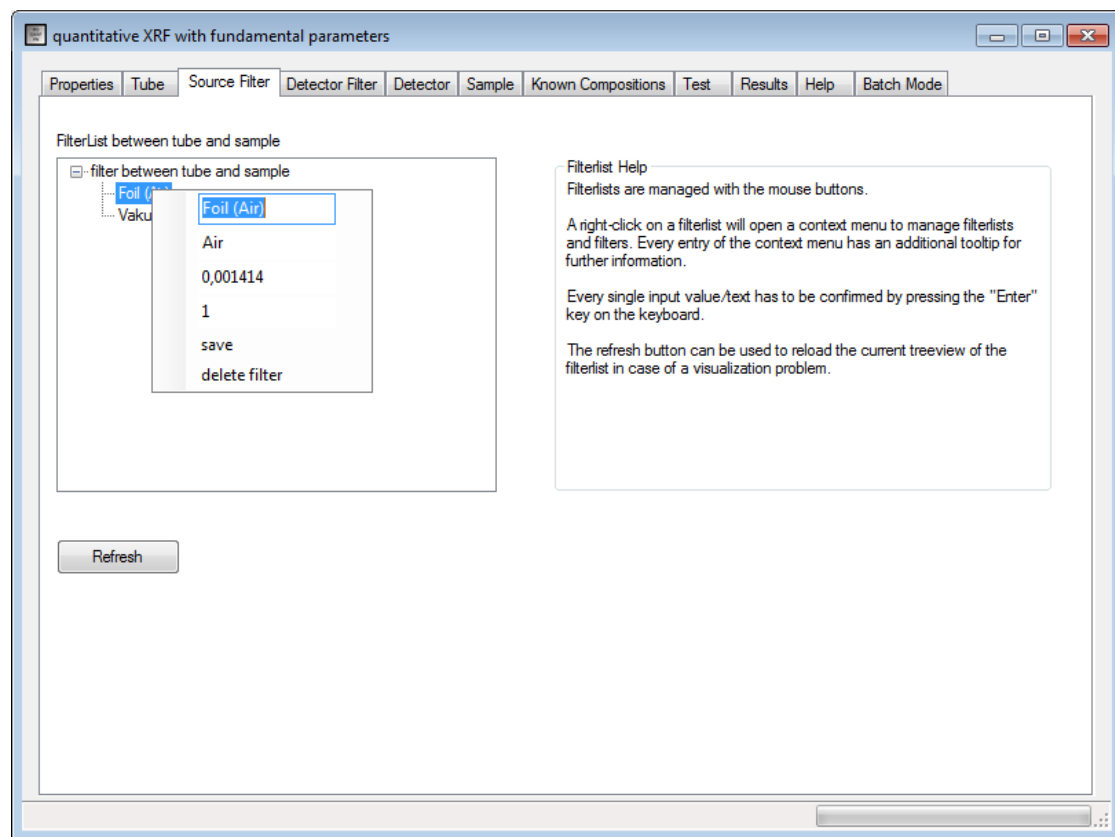 quantitative XRF with fundamental parameters
Properties Tube Source Filter Detector Filter Detector Sample Known Compositions Test Results Help Batch Mode
FilterList between tube and sample
filter between tube and sample
Foil (
Vaku
Foil (Air)
Air
0,001414
1
save
delete filter
Filterlist Help
Filterlists are managed with the mouse buttons.
A right-click on a filterlist will open a context menu to manage filterlists
and filters. Every entry of the context menu has an additional tooltip for
further information.
Every single input value/text has to be confirmed by pressing the "Enter"
key on the keyboard.
The refresh button can be used to reload the current treeview of the
filterlist in case of a visualization problem.
Refresh